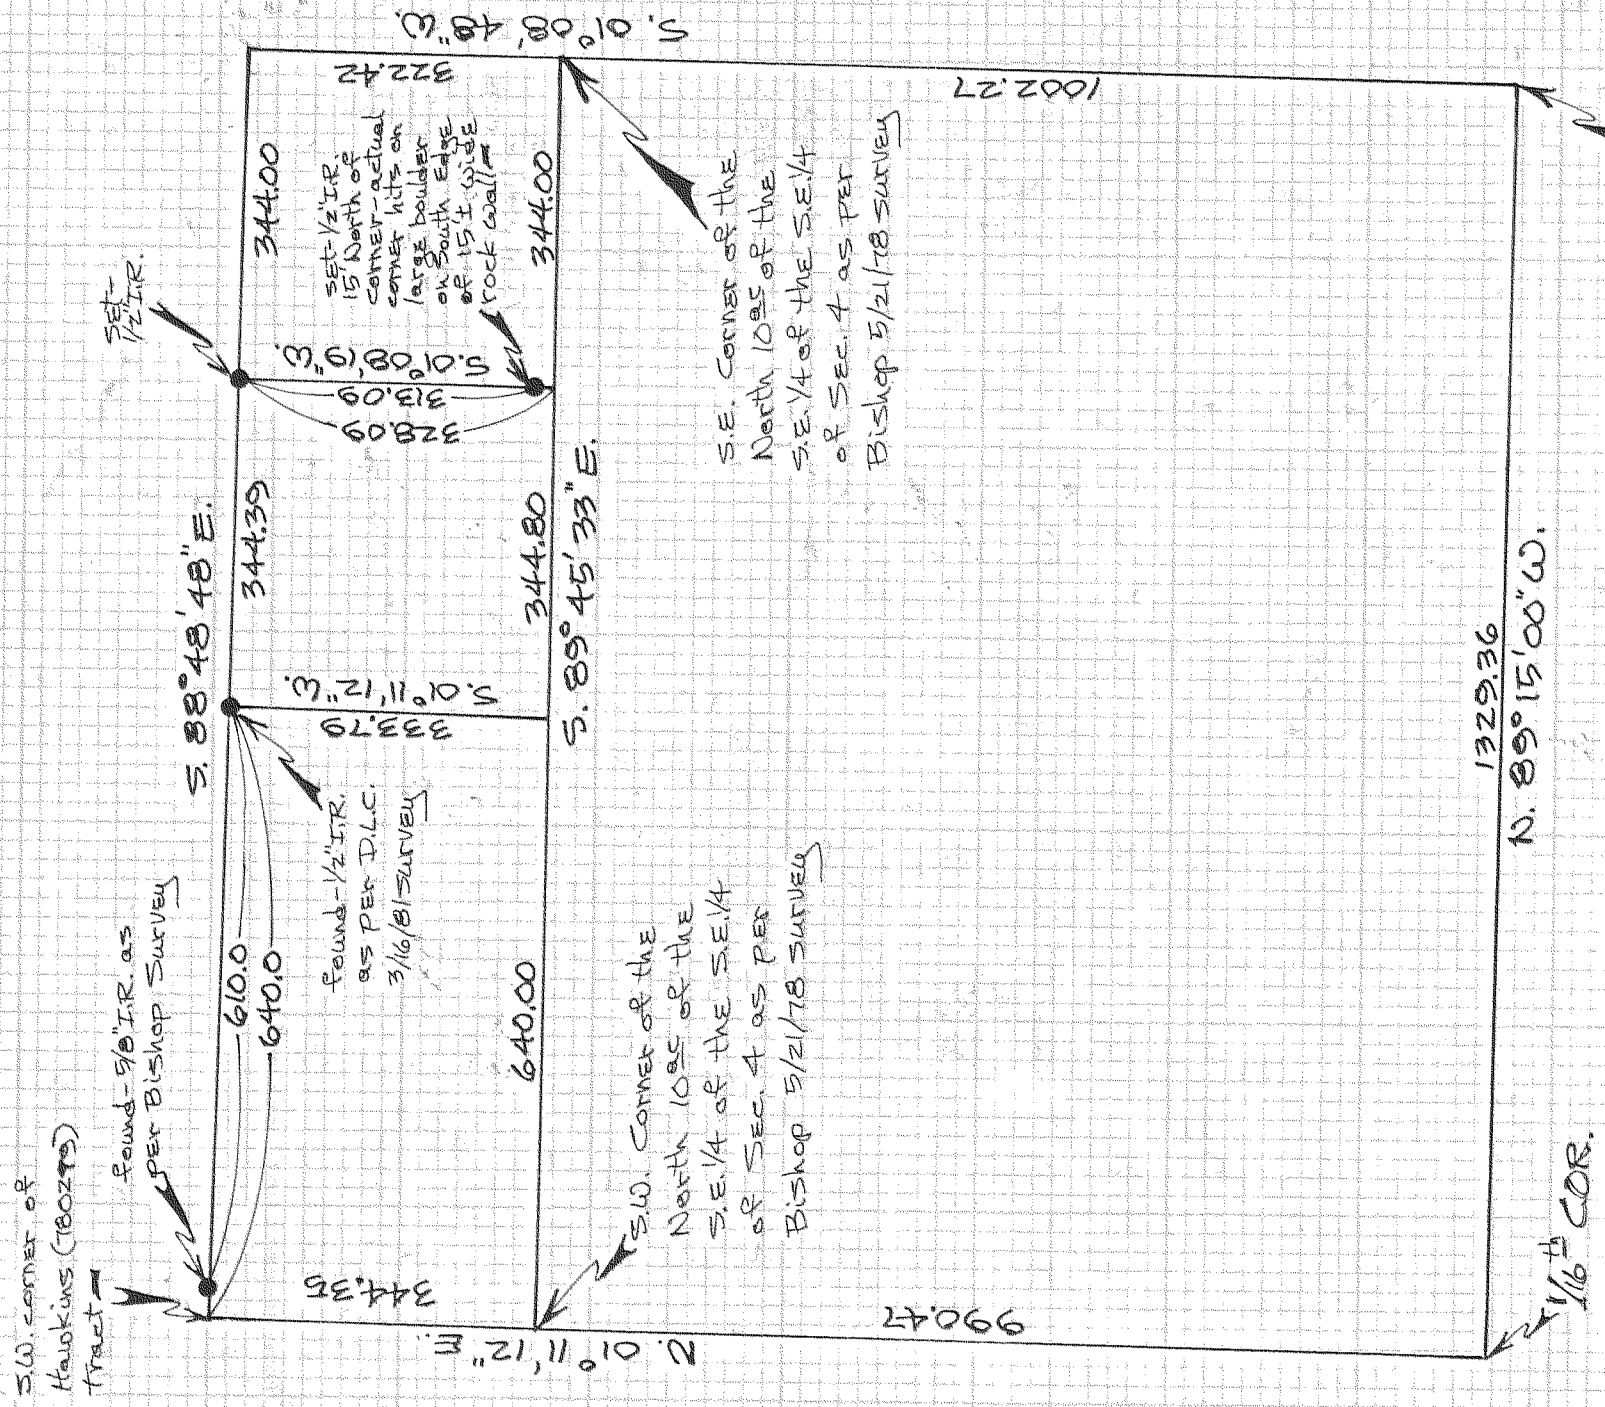 S.W. corner of
Hawkins (780295)
Tract
found-5/8" I.R. as
per Bishop Survey
S. 88° 48' 48" E.
set-
1/2" I.R.
610.0
640.0
344.39
344.00
N. 01° 11' 12" E.
344.35
found-1/2" I.R.
as per D.L.C.
3/16/81 survey
S. 01° 11' 12" W.
333.79
S. 01° 08' 19" W.
313.09
328.09
set-1/2" I.R.
15' North of
corner-actual
corner hits on
large boulder
on South Edge
of 15'± wide
rock wall
322.42
S. 01° 08' 48" W.
640.00
344.80
344.00
S. 89° 45' 33" E.
S.W. Corner of the
North 10 ac of the
S.E. 1/4 of the S.E. 1/4
of Sec. 4 as per
Bishop 5/21/78 survey
S.E. Corner of the
North 10 ac of the
S.E. 1/4 of the S.E. 1/4
of Sec. 4 as per
Bishop 5/21/78 survey
990.47
1002.27
1329.36
N. 89° 15' 00" W.
1/16th COR.